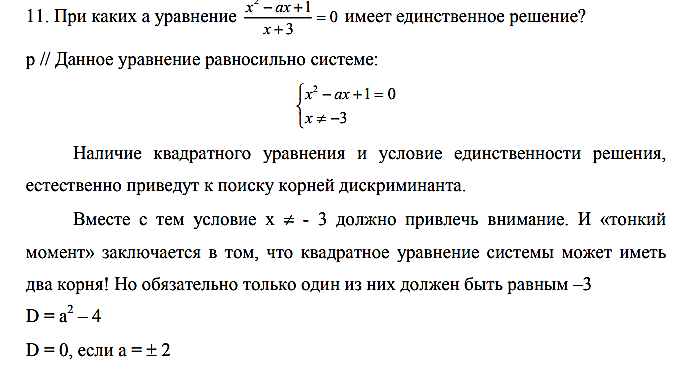 11. При каких а уравнение (x² − ax + 1)/(x + 3) = 0 имеет единственное решение?
р // Данное уравнение равносильно системе:
{ x² − ax + 1 = 0
x ≠ −3
Наличие квадратного уравнения и условие единственности решения,
естественно приведут к поиску корней дискриминанта.
Вместе с тем условие x ≠ - 3 должно привлечь внимание. И «тонкий
момент» заключается в том, что квадратное уравнение системы может иметь
два корня! Но обязательно только один из них должен быть равным –3
D = a² – 4
D = 0, если а = ± 2